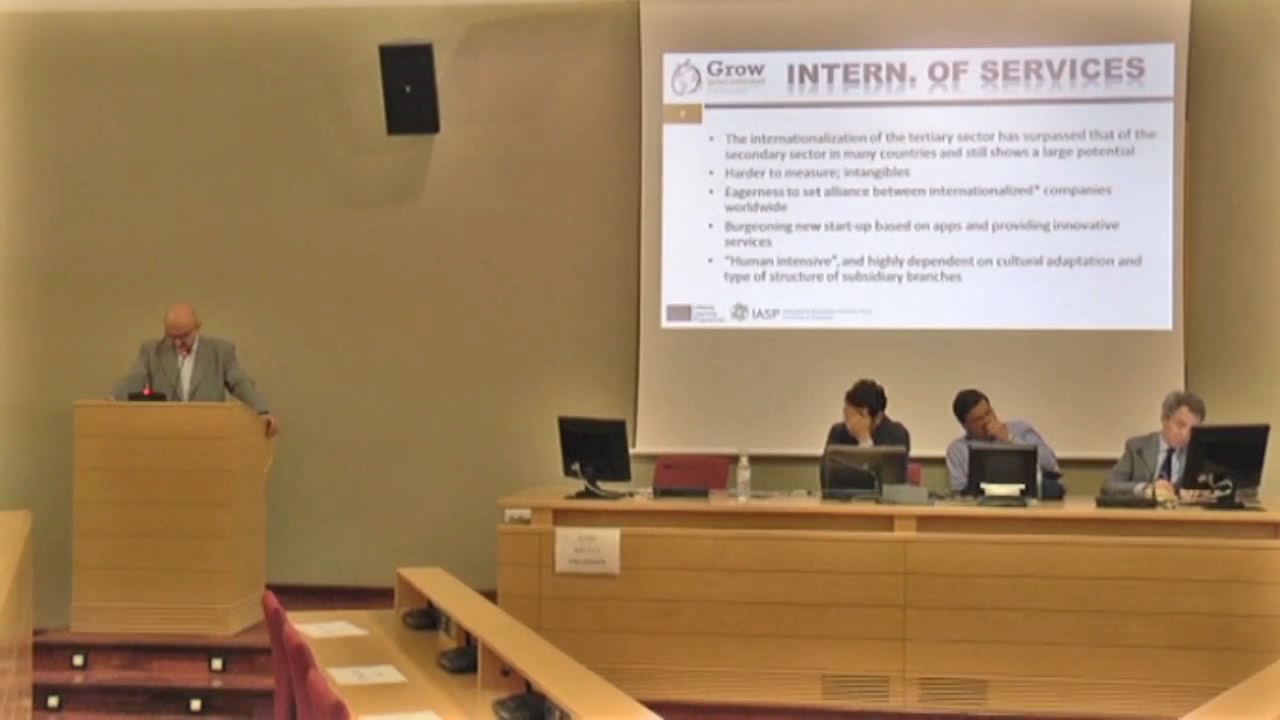 Grow
INTERN. OF SERVICES
7
• The internationalization of the tertiary sector has surpassed that of the
secondary sector in many countries and still shows a large potential
• Harder to measure; intangibles
• Eagerness to set alliance between internationalized* companies
worldwide
• Burgeoning new start-up based on apps and providing innovative
services
• "Human intensive", and highly dependent on cultural adaptation and
type of structure of subsidiary branches
IASP